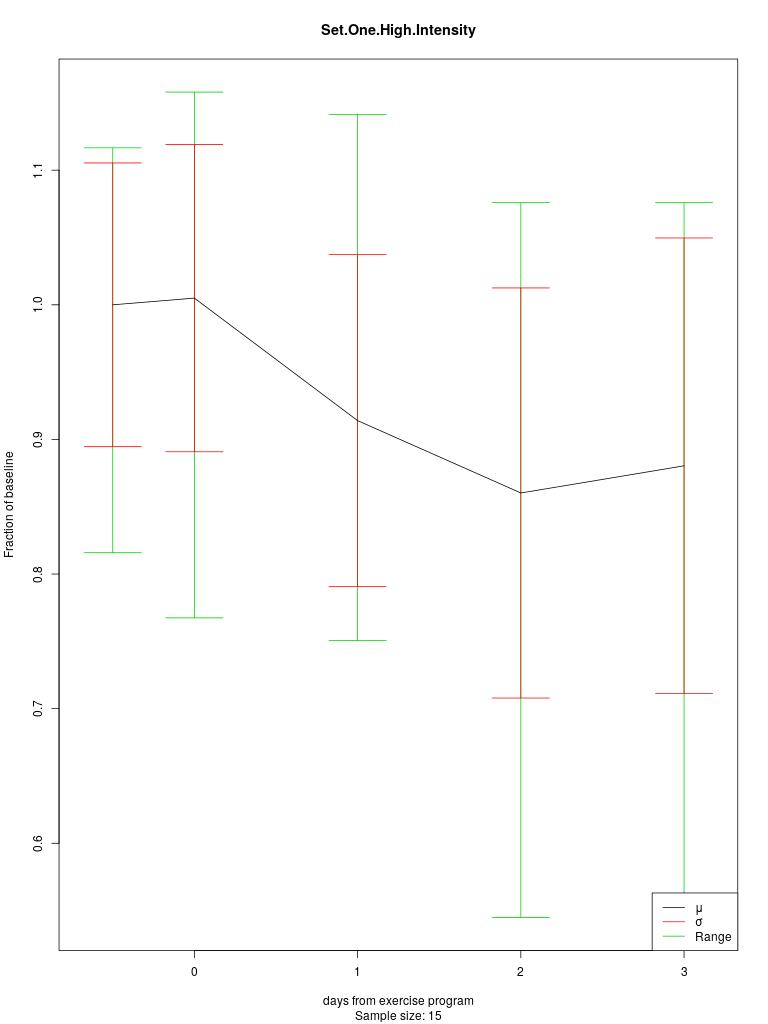 Set.One.High.Intensity
Fraction of baseline
1.1
1.0
0.9
0.8
0.7
0.6
0
1
2
3
μ
σ
Range
days from exercise program
Sample size: 15